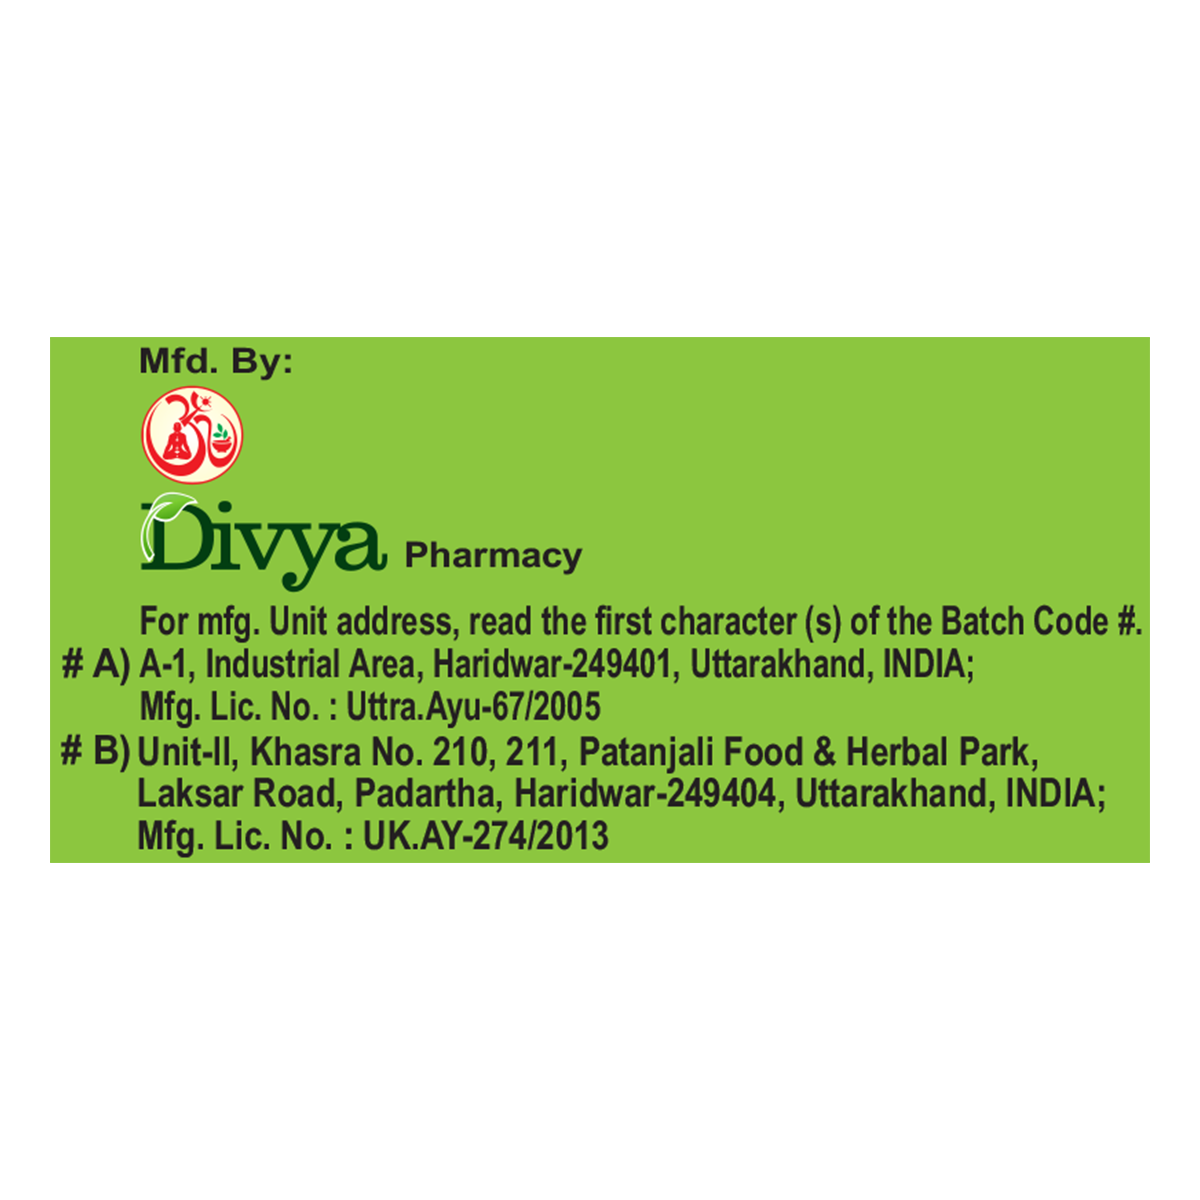 Mfd. By:
Divya Pharmacy
For mfg. Unit address, read the first character (s) of the Batch Code #.
# A) A-1, Industrial Area, Haridwar-249401, Uttarakhand, INDIA;
Mfg. Lic. No. : Uttra.Ayu-67/2005
# B) Unit-II, Khasra No. 210, 211, Patanjali Food & Herbal Park,
Laksar Road, Padartha, Haridwar-249404, Uttarakhand, INDIA;
Mfg. Lic. No. : UK.AY-274/2013